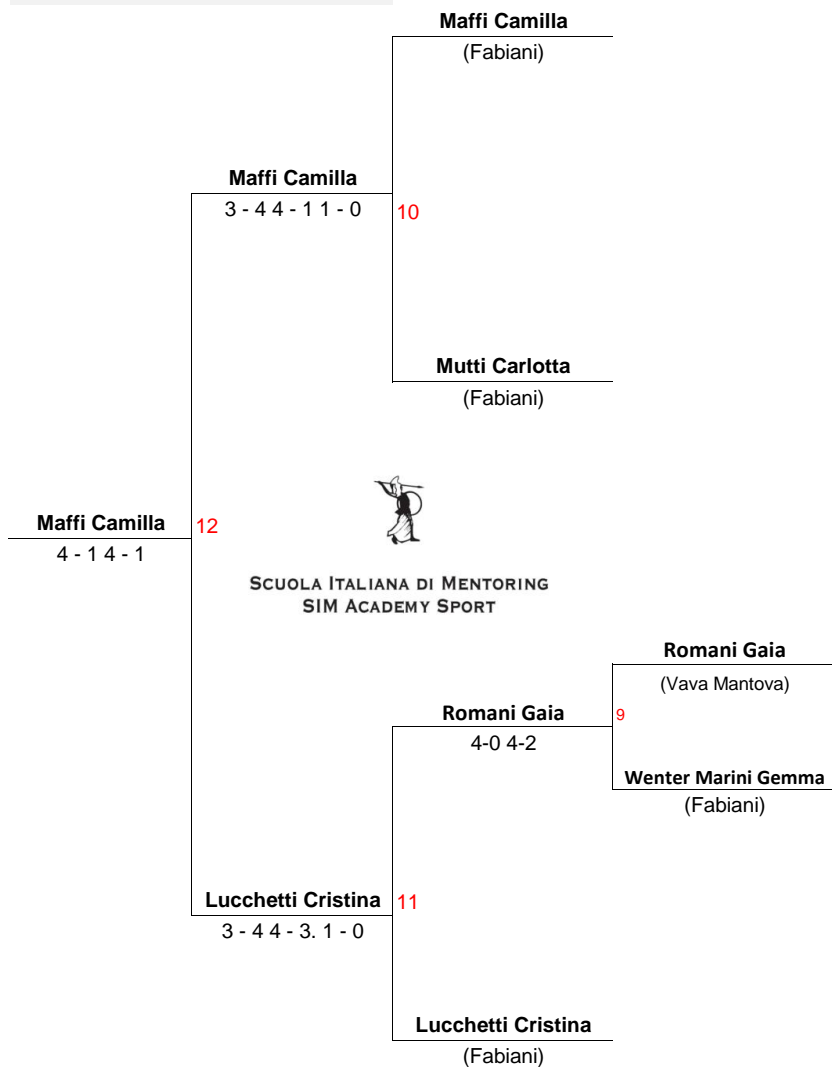 Maffi Camilla
(Fabiani)
Maffi Camilla
3 - 4 4 - 1 1 - 0
10
Mutti Carlotta
(Fabiani)
Maffi Camilla
12
4 - 1 4 - 1
SCUOLA ITALIANA DI MENTORING
SIM ACADEMY SPORT
Romani Gaia
(Vava Mantova)
Romani Gaia
9
4-0 4-2
Wenter Marini Gemma
(Fabiani)
Lucchetti Cristina
11
3 - 4 4 - 3. 1 - 0
Lucchetti Cristina
(Fabiani)